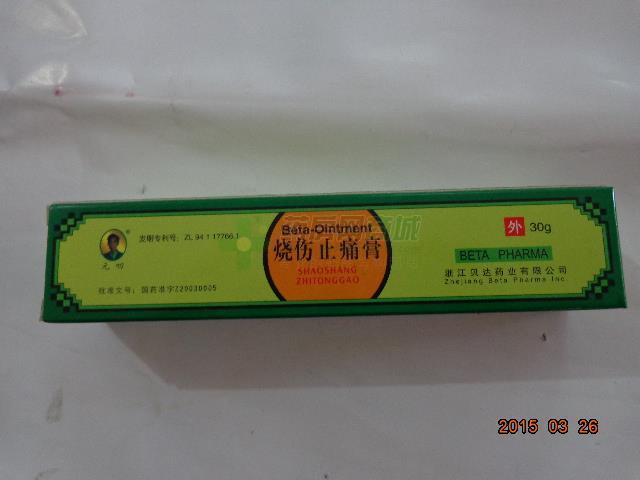 Beta-Ointment
烧伤止痛膏
SHAOSHANG
ZHITONGGAO
发明专利号: ZL 94 1 17766.1
元明
批准文号: 国药准字Z20030005
外 30g
BETA PHARMA
浙江贝达药业有限公司
Zhejiang Beta Pharma Inc.
2015 03 26